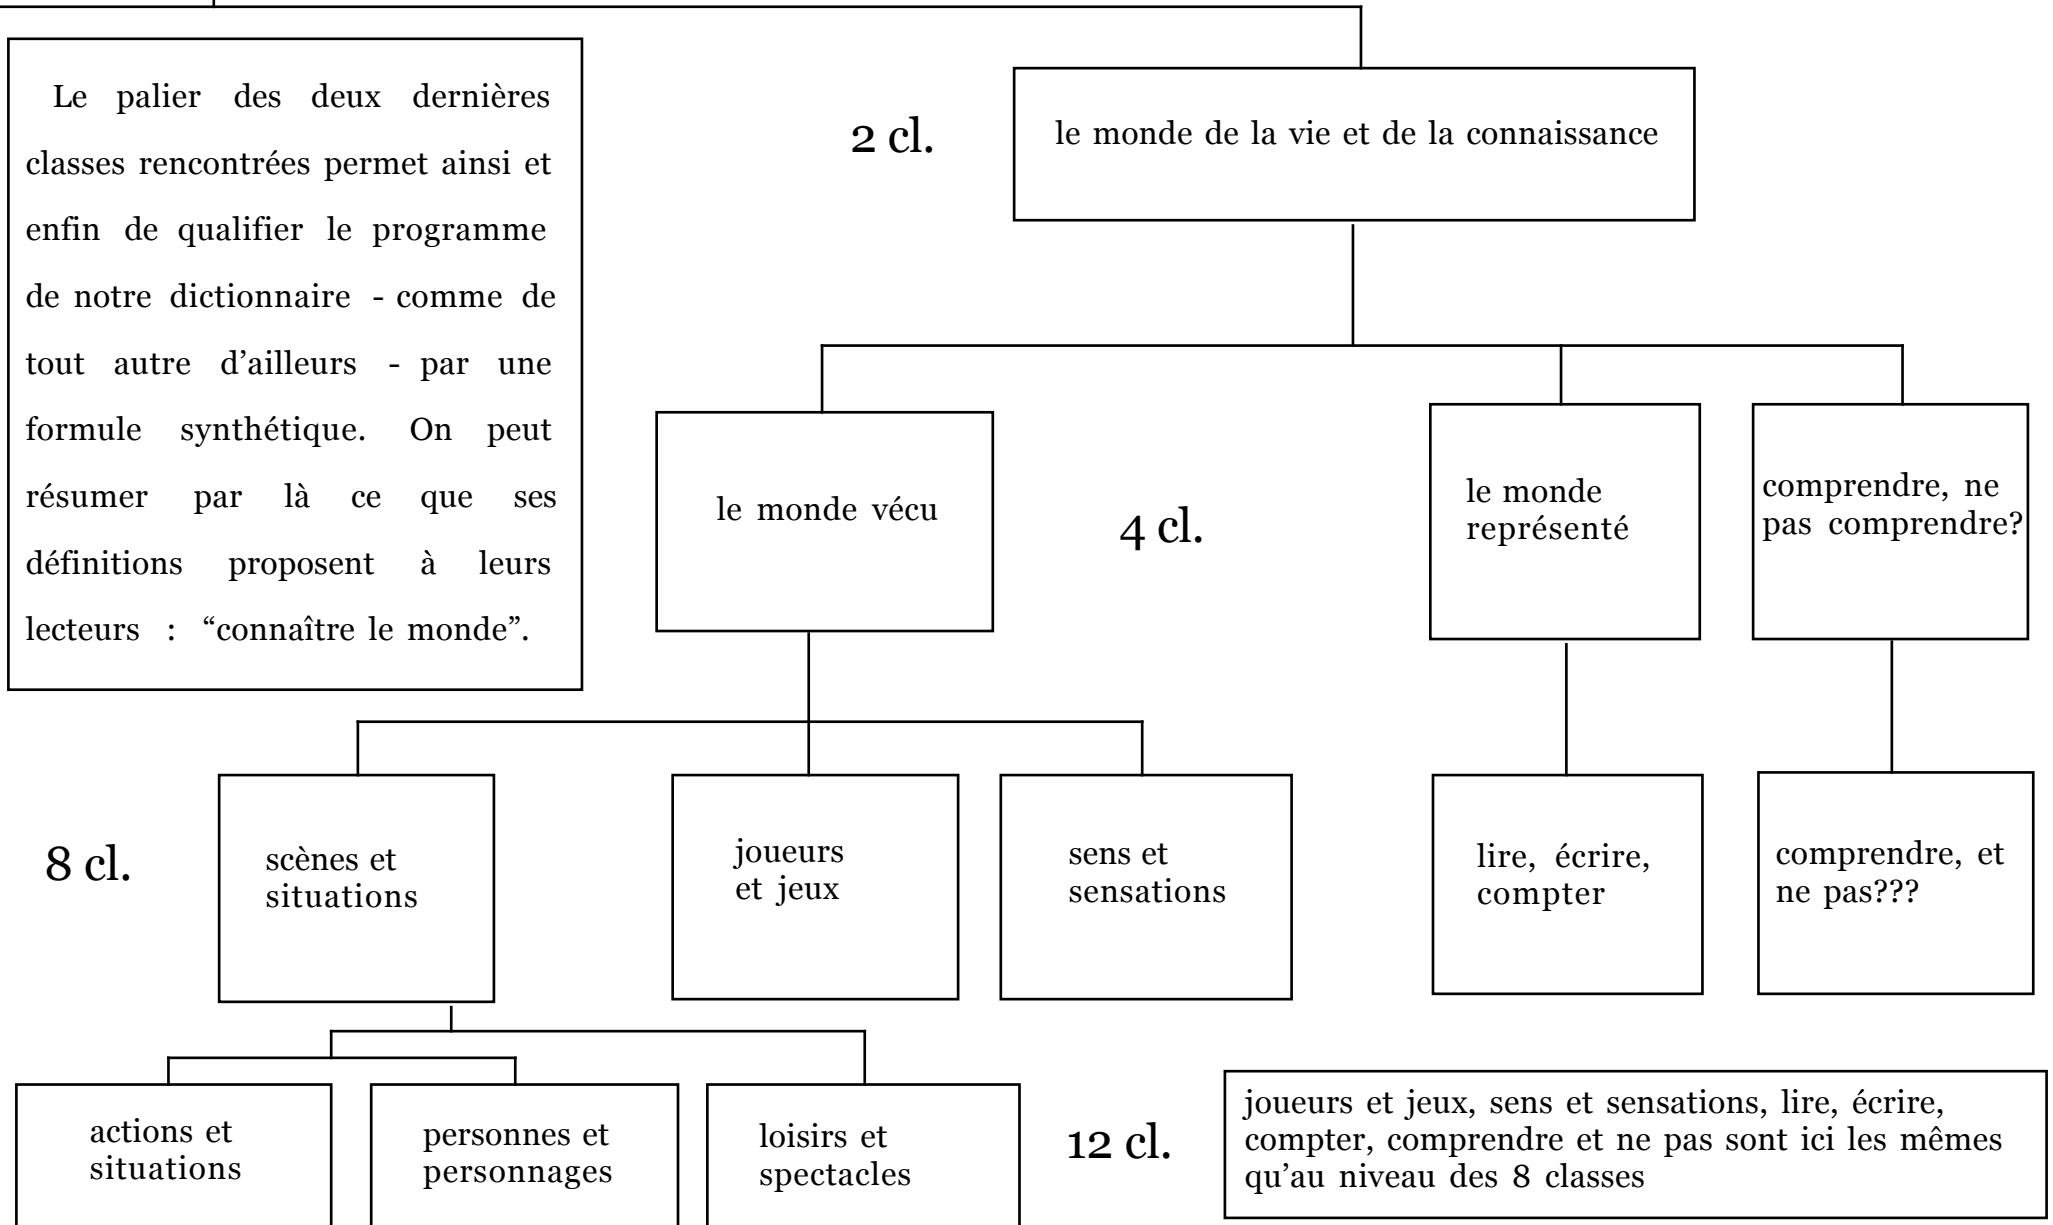 Le palier des deux dernières
classes rencontrées permet ainsi et
enfin de qualifier le programme
de notre dictionnaire - comme de
tout autre d’ailleurs - par une
formule synthétique. On peut
résumer par là ce que ses
définitions proposent à leurs
lecteurs : “connaître le monde”.
2 cl.
le monde de la vie et de la connaissance
le monde vécu
4 cl.
le monde
représenté
comprendre, ne
pas comprendre?
8 cl.
scènes et
situations
joueurs
et jeux
sens et
sensations
lire, écrire,
compter
comprendre, et
ne pas???
actions et
situations
personnes et
personnages
loisirs et
spectacles
12 cl.
joueurs et jeux, sens et sensations, lire, écrire,
compter, comprendre et ne pas sont ici les mêmes
qu’au niveau des 8 classes